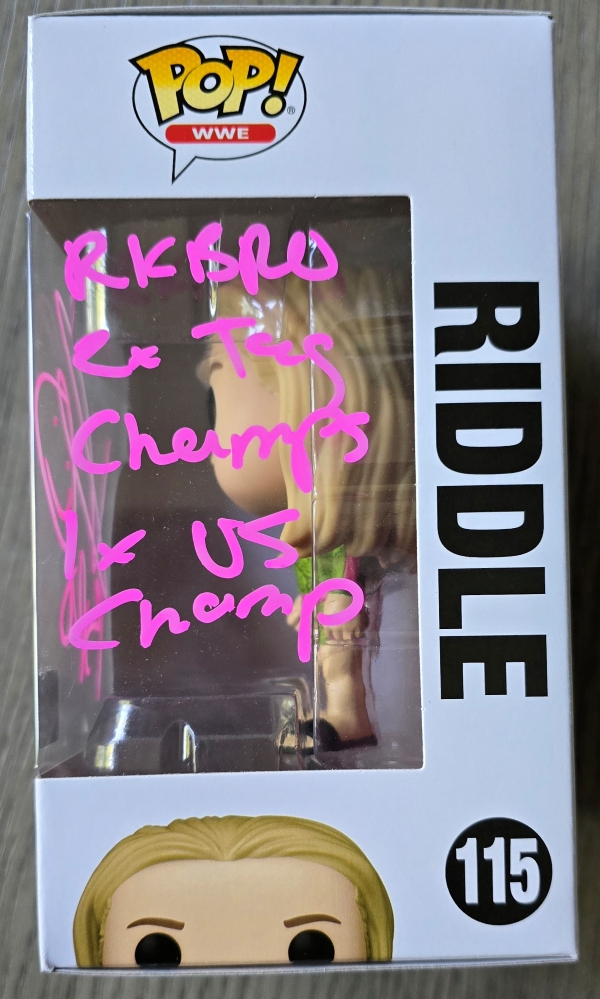 POP!
®
WWE
RKBRO
2x Tag
Champs
1x US
Champ
RIDDLE
115